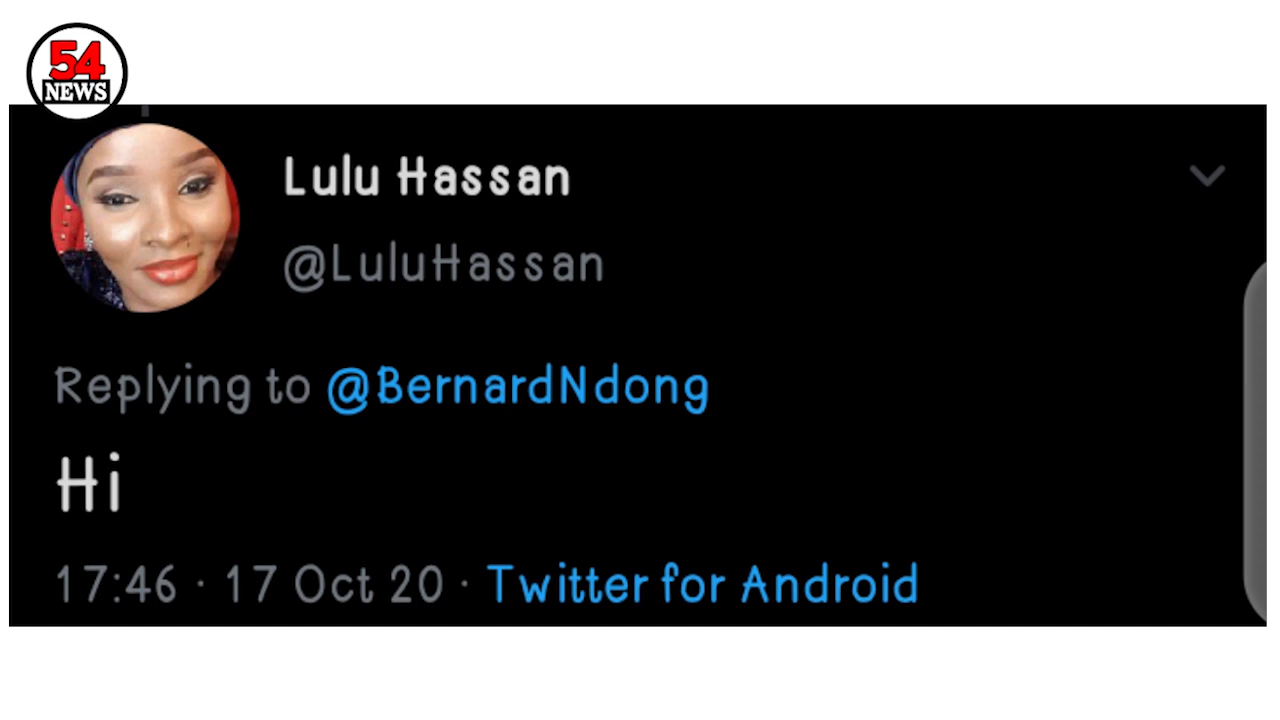 54
NEWS
Lulu Hassan
@LuluHassan
Replying to @BernardNdong
Hi
17:46 · 17 Oct 20 · Twitter for Android